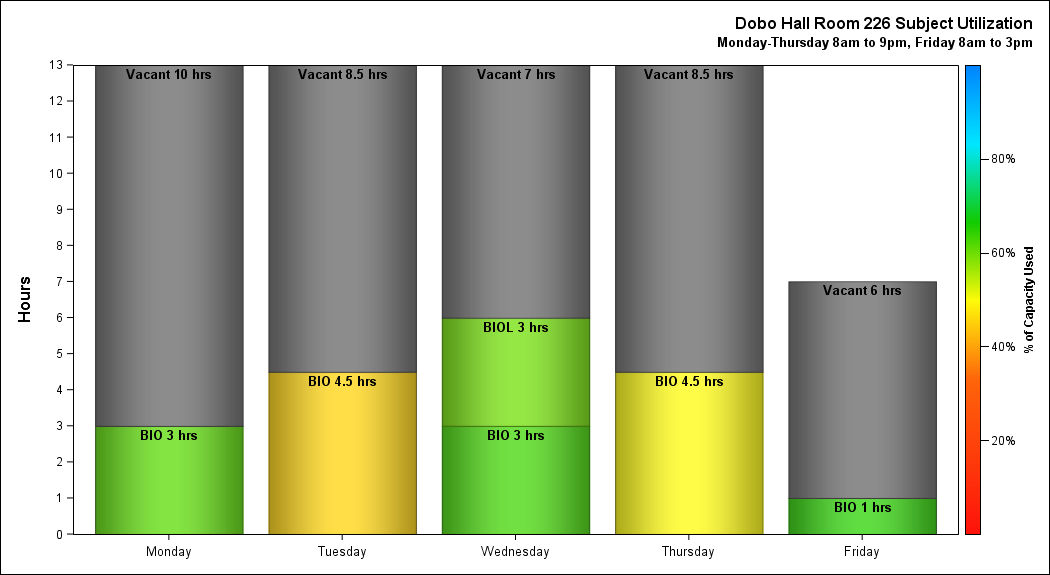 Dobo Hall Room 226 Subject Utilization
Monday-Thursday 8am to 9pm, Friday 8am to 3pm
Hours
13
12
11
10
9
8
7
6
5
4
3
2
1
0
Vacant 10 hrs
BIO 3 hrs
Vacant 8.5 hrs
BIO 4.5 hrs
Vacant 7 hrs
BIOL 3 hrs
BIO 3 hrs
Vacant 8.5 hrs
BIO 4.5 hrs
Vacant 6 hrs
BIO 1 hrs
Monday
Tuesday
Wednesday
Thursday
Friday
80%
60%
40%
20%
% of Capacity Used